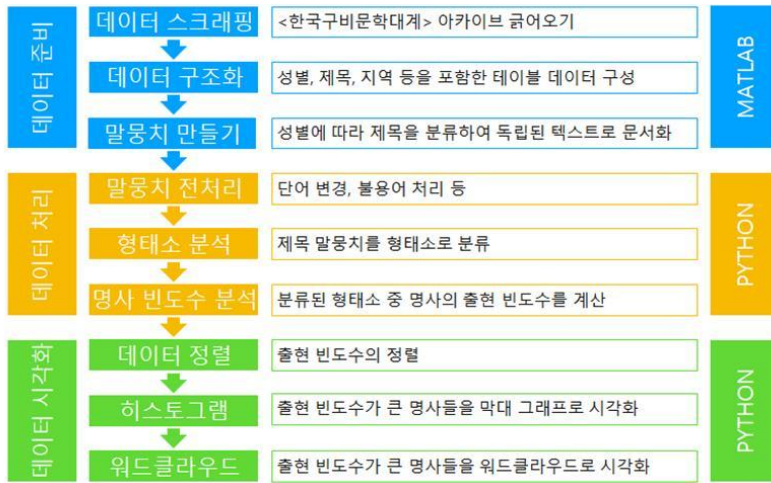 데이터 준비
데이터 스크래핑
<한국구비문학대계> 아카이브 긁어오기
데이터 구조화
성별, 제목, 지역 등을 포함한 테이블 데이터 구성
말뭉치 만들기
성별에 따라 제목을 분류하여 독립된 텍스트로 문서화
MATLAB
데이터 처리
말뭉치 전처리
단어 변경, 불용어 처리 등
형태소 분석
제목 말뭉치를 형태소로 분류
명사 빈도수 분석
분류된 형태소 중 명사의 출현 빈도수를 계산
PYTHON
데이터 시각화
데이터 정렬
출현 빈도수의 정렬
히스토그램
출현 빈도수가 큰 명사들을 막대 그래프로 시각화
워드클라우드
출현 빈도수가 큰 명사들을 워드클라우드로 시각화
PYTHON